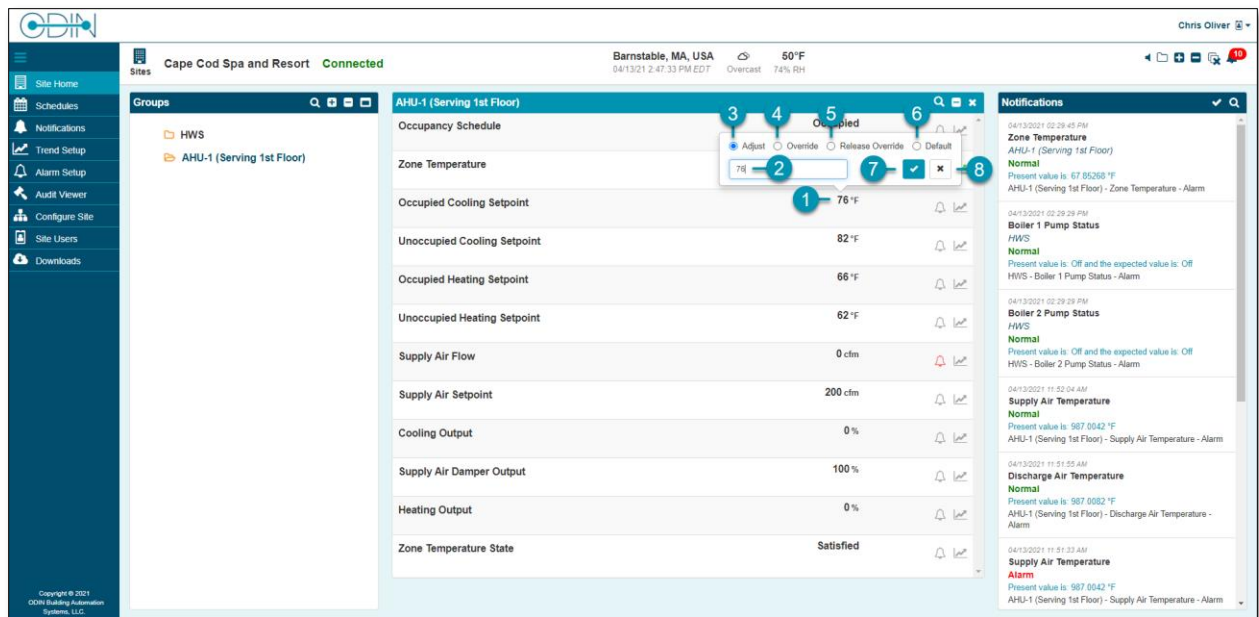 ODIN
Chris Oliver
Sites
Cape Cod Spa and Resort Connected
Barnstable, MA, USA
04/13/21 2:47:33 PM EDT
Overcast
50°F
74% RH
10
Site Home
Schedules
Notifications
Trend Setup
Alarm Setup
Audit Viewer
Configure Site
Site Users
Downloads
Copyright © 2021
ODIN Building Automation
Systems, LLC.
Groups
HWS
AHU-1 (Serving 1st Floor)
AHU-1 (Serving 1st Floor)
Occupancy Schedule Occupied
3 4 5 6
Adjust Override Release Override Default
Zone Temperature
76 2 7 8
Occupied Cooling Setpoint 1 76 °F
Unoccupied Cooling Setpoint 82 °F
Occupied Heating Setpoint 66 °F
Unoccupied Heating Setpoint 62 °F
Supply Air Flow 0 cfm
Supply Air Setpoint 200 cfm
Cooling Output 0 %
Supply Air Damper Output 100 %
Heating Output 0 %
Zone Temperature State Satisfied
Notifications
04/13/2021 02:29:45 PM
Zone Temperature
AHU-1 (Serving 1st Floor)
Normal
Present value is: 67.85268 °F
AHU-1 (Serving 1st Floor) - Zone Temperature - Alarm
04/13/2021 02:29:29 PM
Boiler 1 Pump Status
HWS
Normal
Present value is: Off and the expected value is: Off
HWS - Boiler 1 Pump Status - Alarm
04/13/2021 02:29:29 PM
Boiler 2 Pump Status
HWS
Normal
Present value is: Off and the expected value is: Off
HWS - Boiler 2 Pump Status - Alarm
04/13/2021 11:52:04 AM
Supply Air Temperature
Normal
Present value is: 987.0042 °F
AHU-1 (Serving 1st Floor) - Supply Air Temperature - Alarm
04/13/2021 11:51:55 AM
Discharge Air Temperature
Normal
Present value is: 987.0082 °F
AHU-1 (Serving 1st Floor) - Discharge Air Temperature -
Alarm
04/13/2021 11:51:33 AM
Supply Air Temperature
Alarm
Present value is: 987.0042 °F
AHU-1 (Serving 1st Floor) - Supply Air Temperature - Alarm